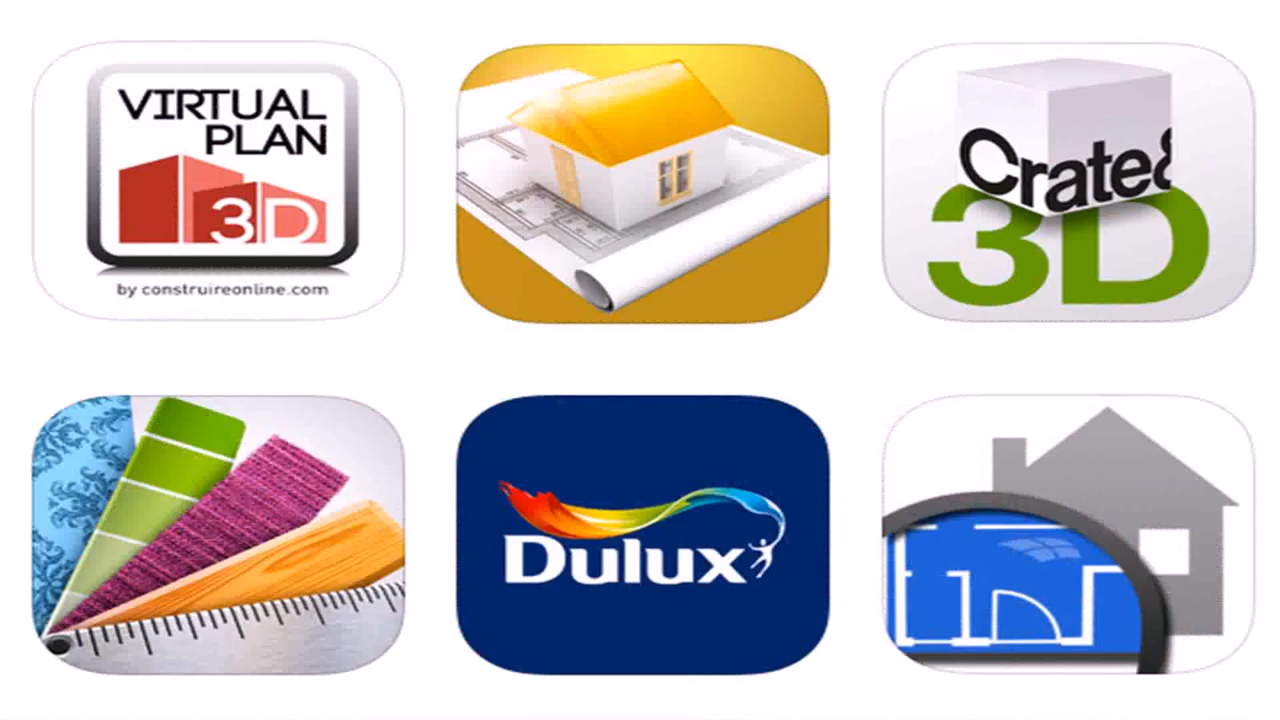 VIRTUAL
PLAN
3D
by construireonline.com
Crate&
3D
Dulux